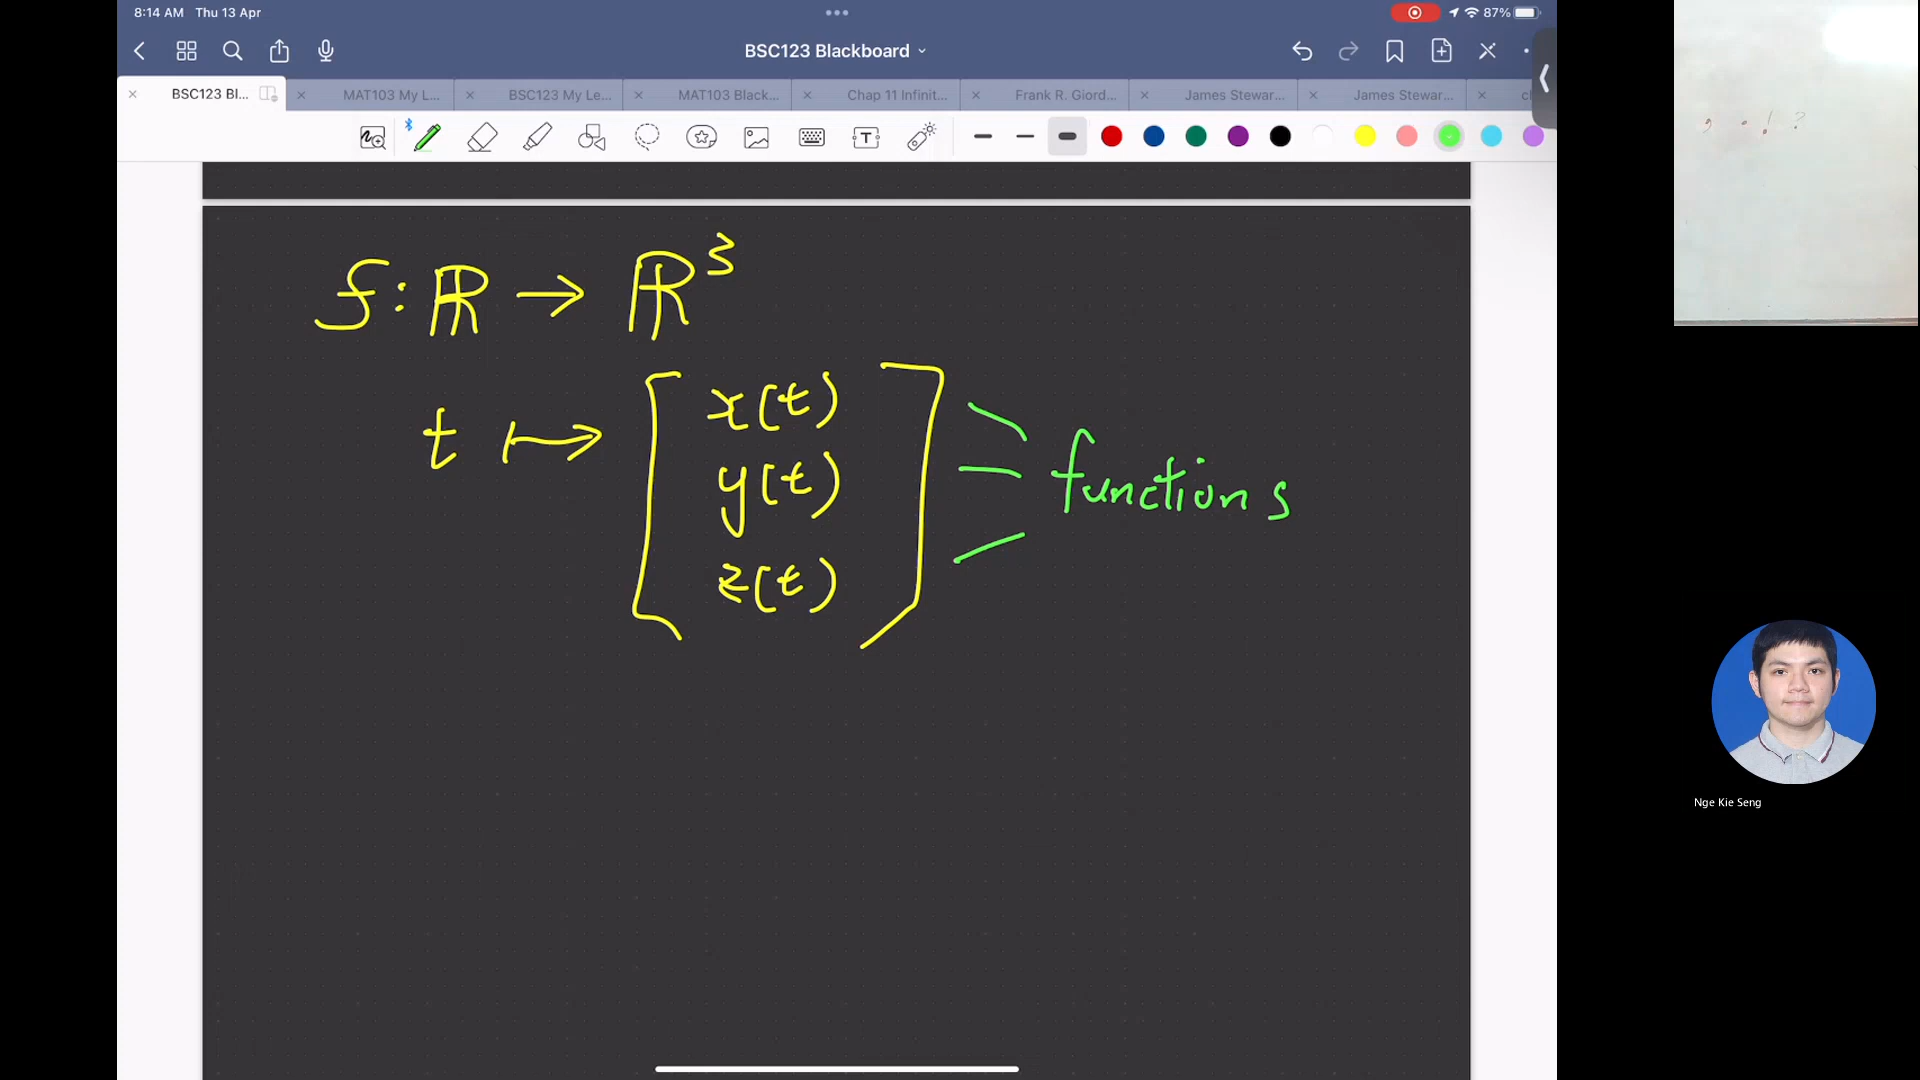 8:14 AM Thu 13 Apr
87%
BSC123 Blackboard
BSC123 Bl...
MAT103 My L...
BSC123 My Le...
MAT103 Black...
Chap 11 Infinit...
Frank R. Giord...
James Stewar...
James Stewar...
T
f: ℝ → ℝ³
t ↦ [ x(t)
y(t)
z(t) ]
functions
, . ! ?
Nge Kie Seng